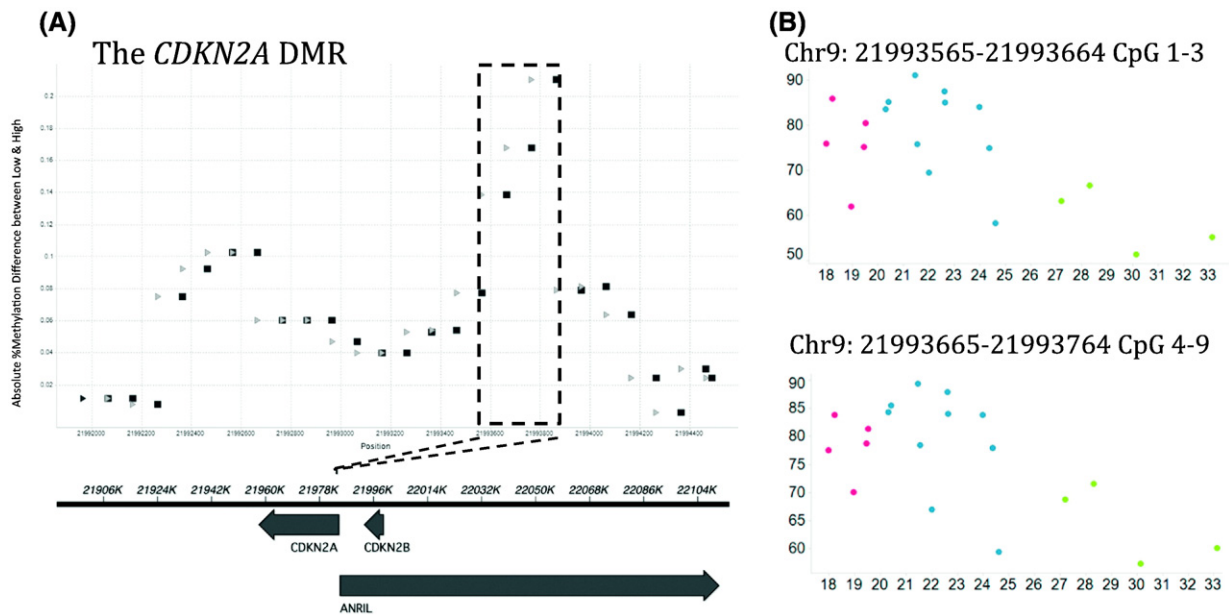 (A)
The CDKN2A DMR
Absolute %Methylation Difference between Low & High
0.2
0.18
0.16
0.14
0.12
0.1
0.08
0.06
0.04
0.02
21992000 21992200 21992400 21992600 21992800 21993000 21993200 21993400 21993600 21993800 21994000 21994200 21994400
Position
21906K 21924K 21942K 21960K 21978K 21996K 22014K 22032K 22050K 22068K 22086K 22104K
CDKN2A CDKN2B
ANRIL
(B)
Chr9: 21993565-21993664 CpG 1-3
90
80
70
60
50
18 19 20 21 22 23 24 25 26 27 28 29 30 31 32 33
Chr9: 21993665-21993764 CpG 4-9
90
85
80
75
70
65
60
18 19 20 21 22 23 24 25 26 27 28 29 30 31 32 33